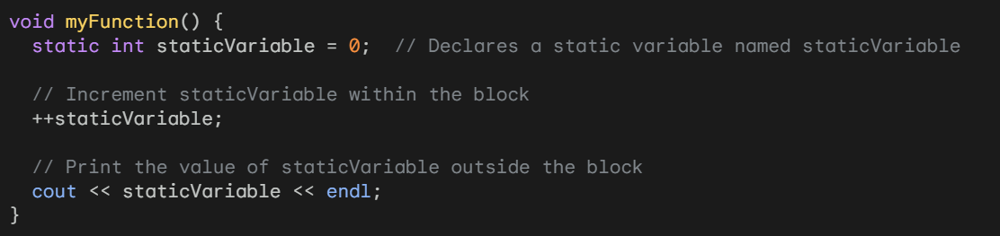 void myFunction() {
  static int staticVariable = 0;  // Declares a static variable named staticVariable

  // Increment staticVariable within the block
  ++staticVariable;

  // Print the value of staticVariable outside the block
  cout << staticVariable << endl;
}